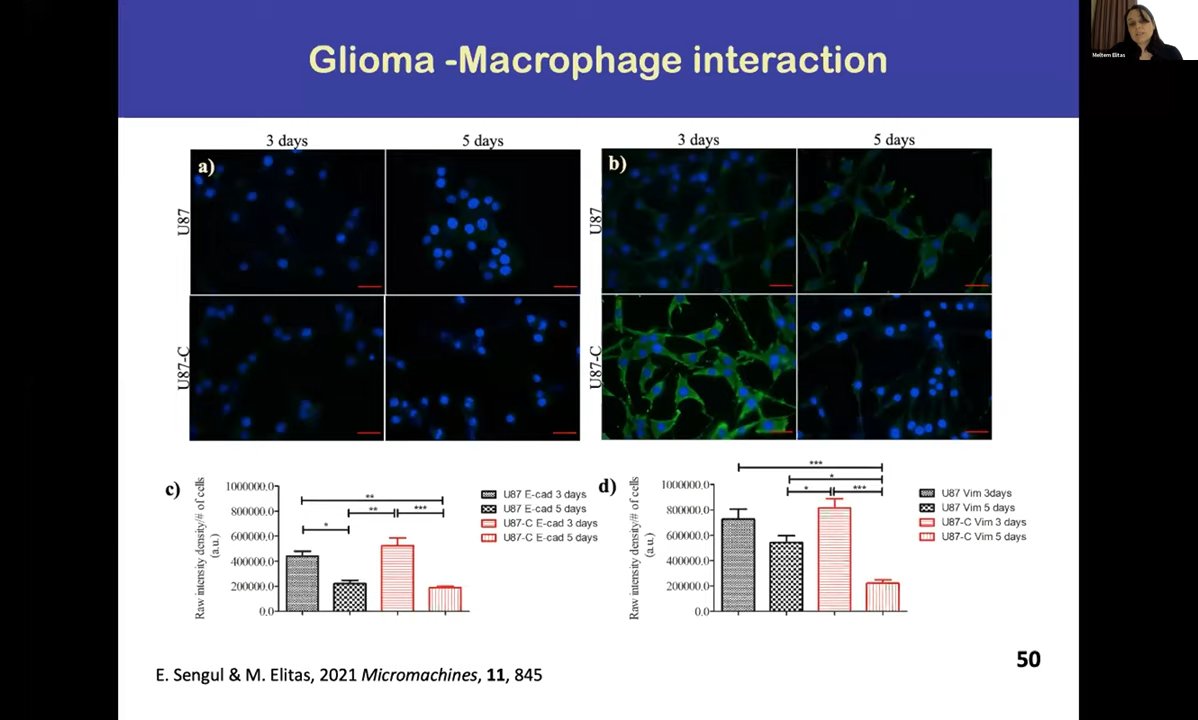 Glioma -Macrophage interaction
Meltem Elitas
3 days
5 days
3 days
5 days
a)
b)
U87
U87
U87-C
U87-C
c)
Raw intensity density/# of cells
(a.u.)
1000000.0
800000.0
600000.0
400000.0
200000.0
0.0
**
**
***
*
U87 E-cad 3 days
U87 E-cad 5 days
U87-C E-cad 3 days
U87-C E-cad 5 days
d)
Raw intensity density/# of cells
(a.u.)
1000000.0
800000.0
600000.0
400000.0
200000.0
0.0
***
*
*
***
U87 Vim 3days
U87 Vim 5 days
U87-C Vim 3 days
U87-C Vim 5 days
50
E. Sengul & M. Elitas, 2021 Micromachines, 11, 845